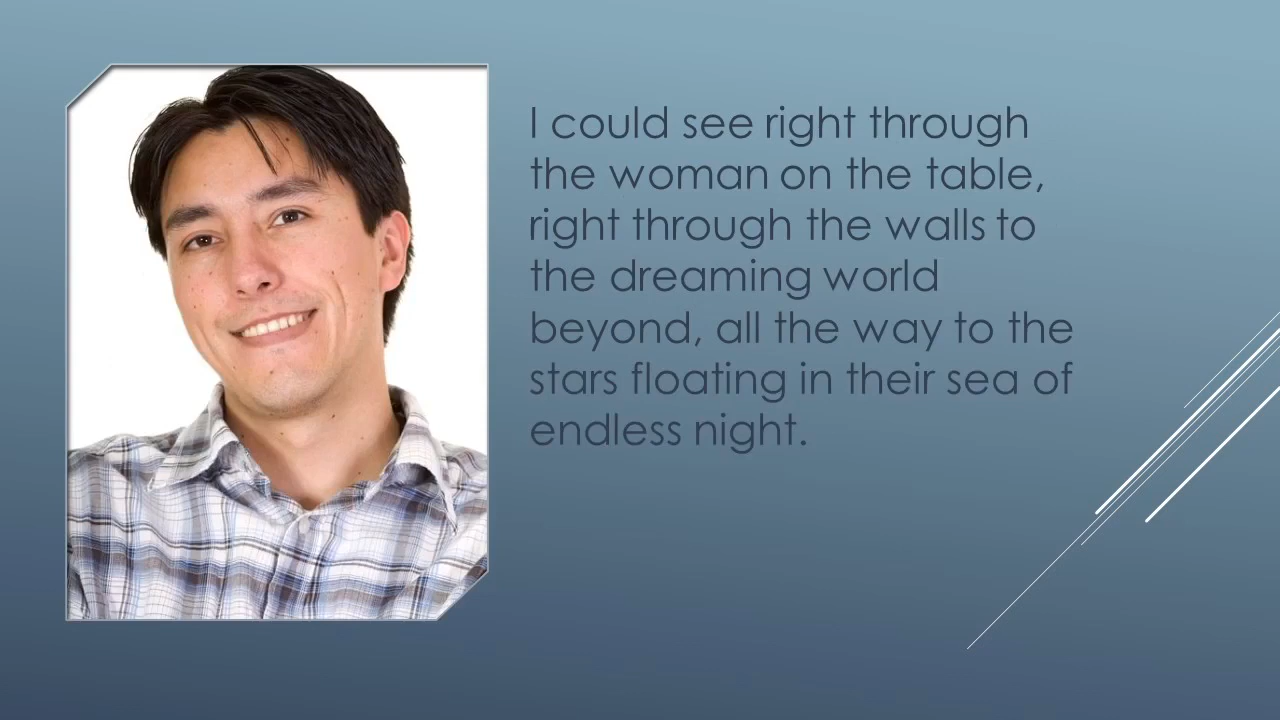 I could see right through
the woman on the table,
right through the walls to
the dreaming world
beyond, all the way to the
stars floating in their sea of
endless night.